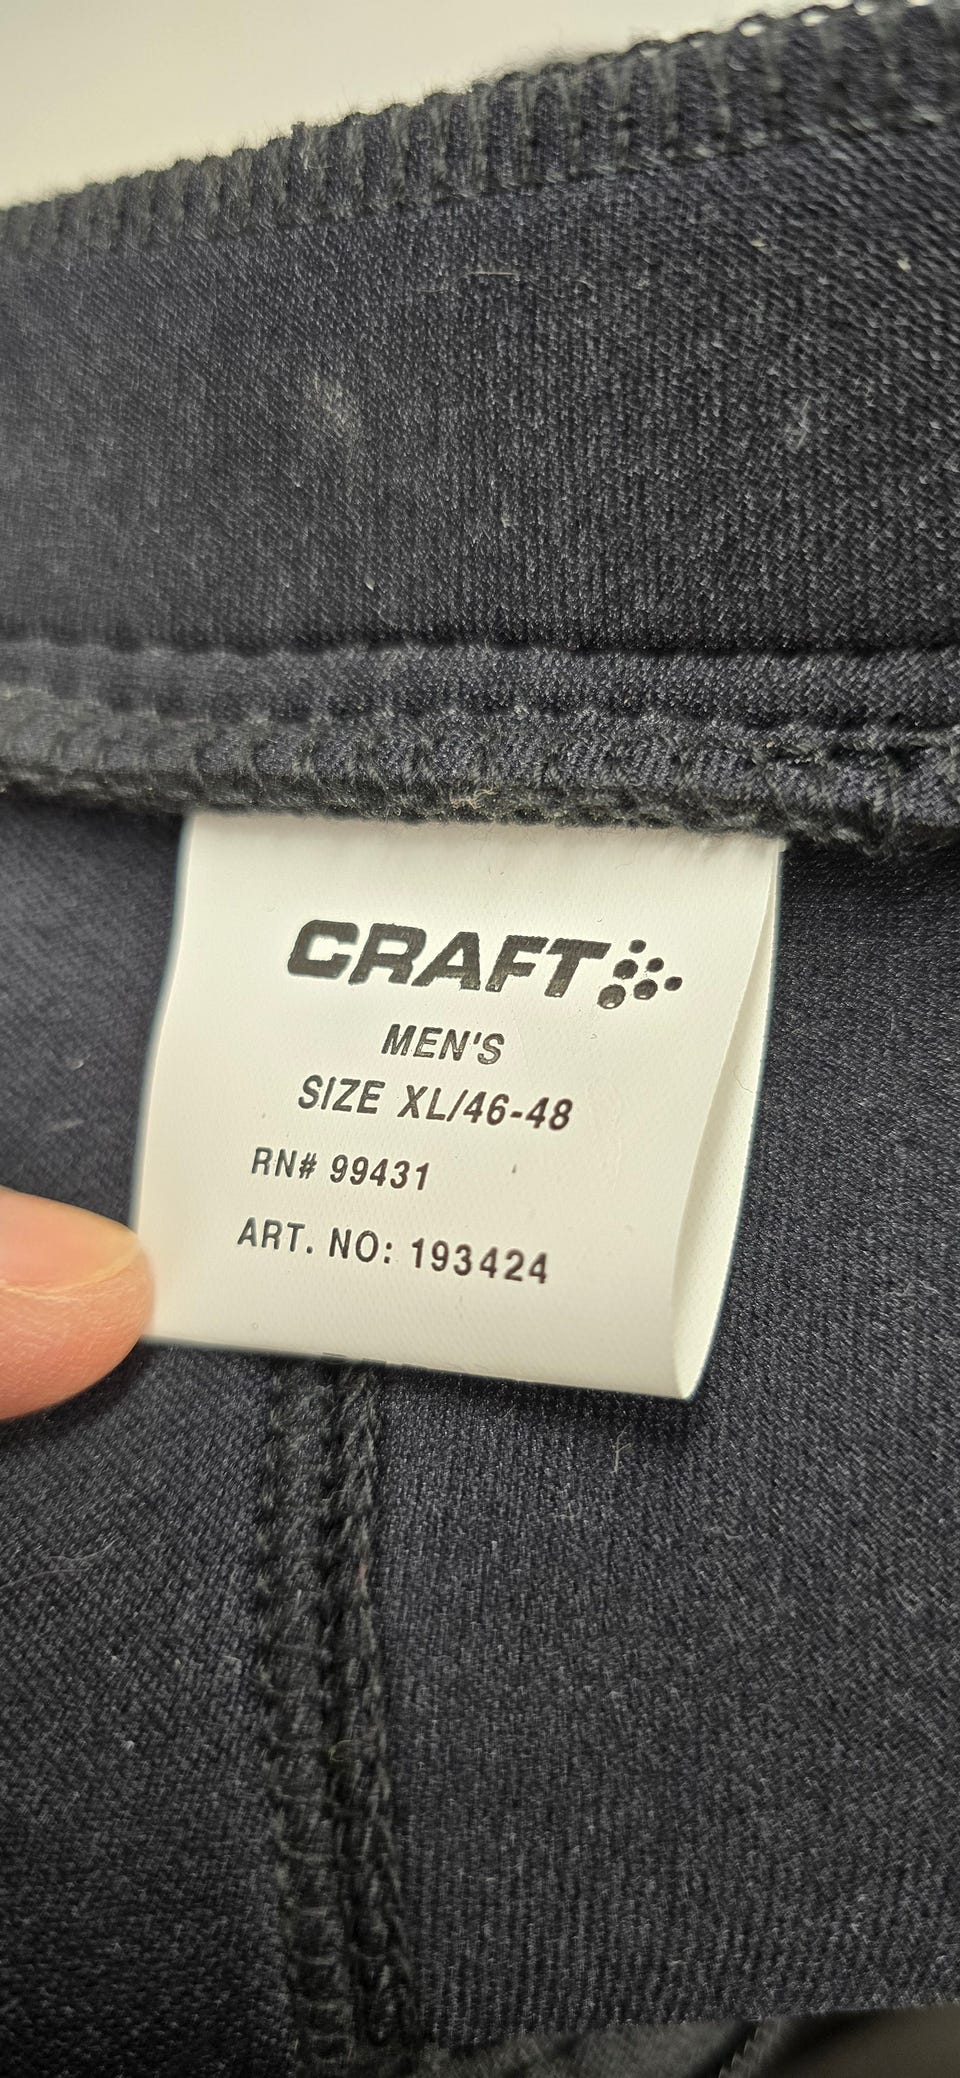 CRAFT
MEN'S
SIZE XL/46-48
RN# 99431
ART. NO: 193424